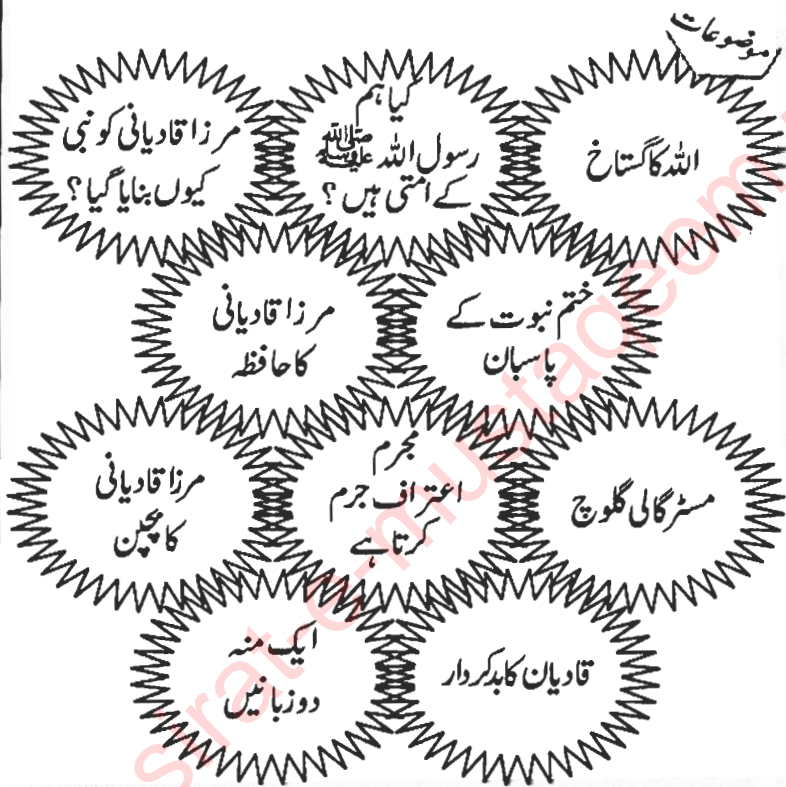 موضوعات
اللہ کا گستاخ
کیا ہم
رسول اللہ ﷺ
کے امتی ہیں؟
مرزا قادیانی کو نبی
کیوں بنایا گیا؟
ختم نبوت کے
پاسبان
مرزا قادیانی
کا حافظہ
مسٹر گالی گلوچ
مجرم
اعتراف جرم
کرتا ہے
مرزا قادیانی
کا بچپن
قادیان کا بدکردار
ایک منہ
دو زبانیں
sirat-e-mustaqeem.